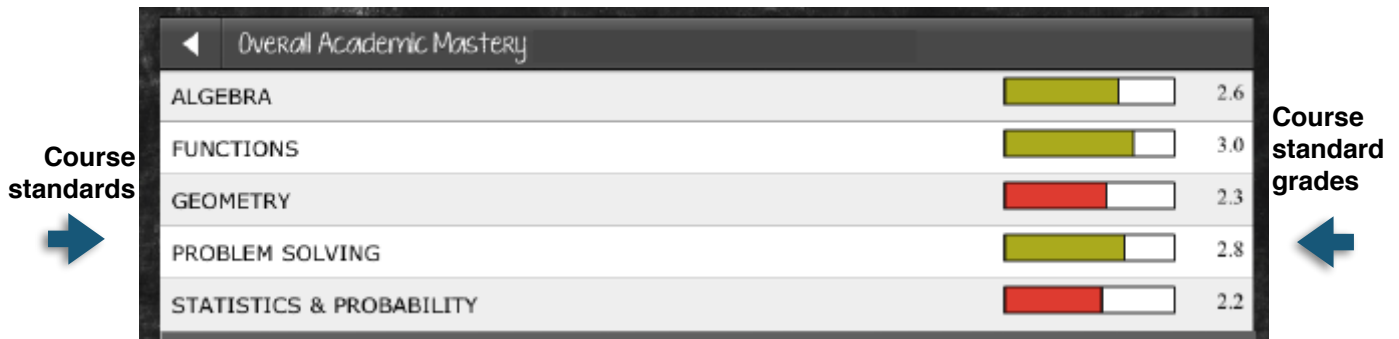 Overall Academic Mastery
ALGEBRA 2.6
FUNCTIONS 3.0
GEOMETRY 2.3
PROBLEM SOLVING 2.8
STATISTICS & PROBABILITY 2.2
Course
standards
Course
standard
grades